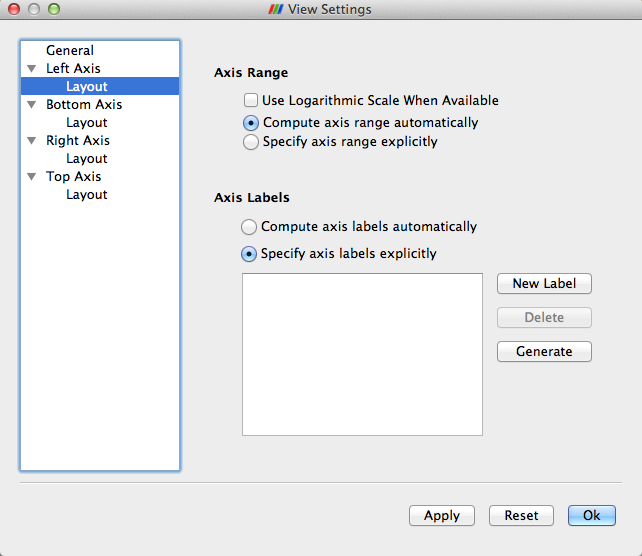 View Settings
General
Left Axis
Layout
Bottom Axis
Layout
Right Axis
Layout
Top Axis
Layout
Axis Range
Use Logarithmic Scale When Available
Compute axis range automatically
Specify axis range explicitly
Axis Labels
Compute axis labels automatically
Specify axis labels explicitly
New Label
Delete
Generate
Apply
Reset
Ok